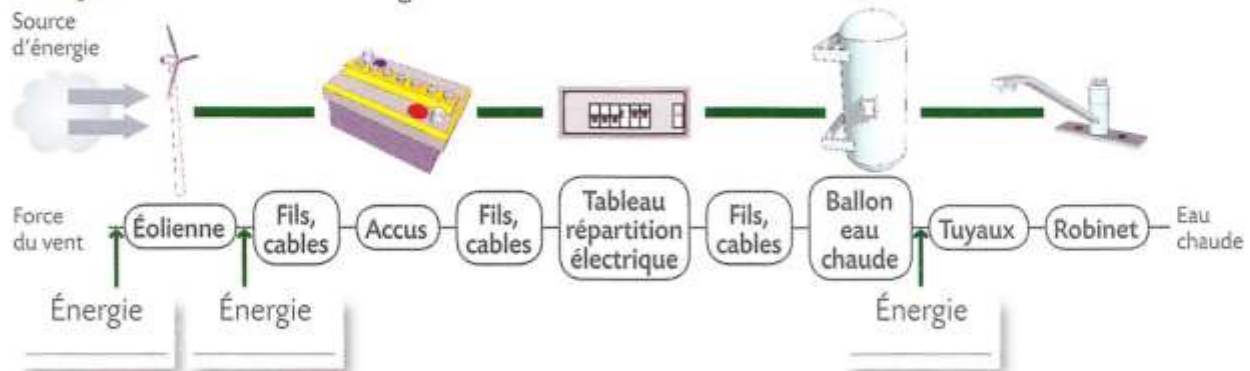 Source
d'énergie
Force
du vent
Éolienne
Fils,
cables
Accus
Fils,
cables
Tableau
répartition
électrique
Fils,
cables
Ballon
eau
chaude
Tuyaux
Robinet
Eau
chaude
Énergie
Énergie
Énergie